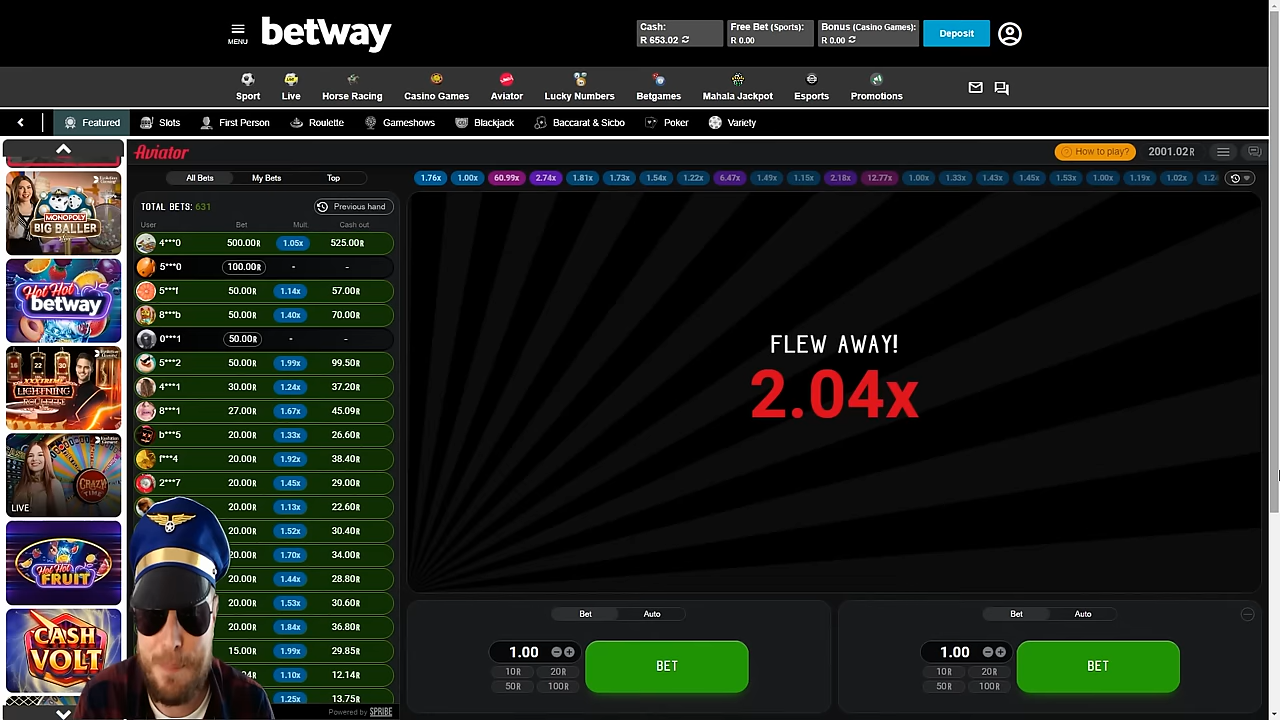 MENU
betway
Cash:
R 653.02
Free Bet (Sports):
R 0.00
Bonus (Casino Games):
R 0.00
Deposit
Sport
Live
Horse Racing
Casino Games
Aviator
Lucky Numbers
Betgames
Mahala Jackpot
Esports
Promotions
Featured
Slots
First Person
Roulette
Gameshows
Blackjack
Baccarat & Sicbo
Poker
Variety
Aviator
How to play?
2001.02R
All Bets
My Bets
Top
1.76x 1.00x 60.99x 2.74x 1.81x 1.73x 1.54x 1.22x 6.47x 1.49x 1.15x 2.18x 12.77x 1.00x 1.33x 1.43x 1.45x 1.53x 1.00x 1.19x 1.02x
TOTAL BETS: 631
Previous hand
User Bet Mult. Cash out
4***0 500.00R 1.05x 525.00R
5***0 100.00R - -
5***f 50.00R 1.14x 57.00R
8***b 50.00R 1.40x 70.00R
0***1 50.00R - -
5***2 50.00R 1.99x 99.50R
4***1 30.00R 1.24x 37.20R
8***1 27.00R 1.67x 45.09R
b***5 20.00R 1.33x 26.60R
f***4 20.00R 1.92x 38.40R
2***7 20.00R 1.45x 29.00R
20.00R 1.13x 22.60R
20.00R 1.52x 30.40R
20.00R 1.70x 34.00R
20.00R 1.44x 28.80R
20.00R 1.53x 30.60R
20.00R 1.84x 36.80R
15.00R 1.99x 29.85R
1.10x 12.14R
1.25x 13.75R
Powered by SPRIBE
MONOPOLY
BIG BALLER
Hot Hot
betway
XXXTREME
LIGHTNING
ROULETTE
CRAZY
TIME
LIVE
Hot Hot
FRUIT
CASH
VOLT
FLEW AWAY!
2.04x
Bet Auto
1.00
10R 20R
50R 100R
BET
Bet Auto
1.00
10R 20R
50R 100R
BET